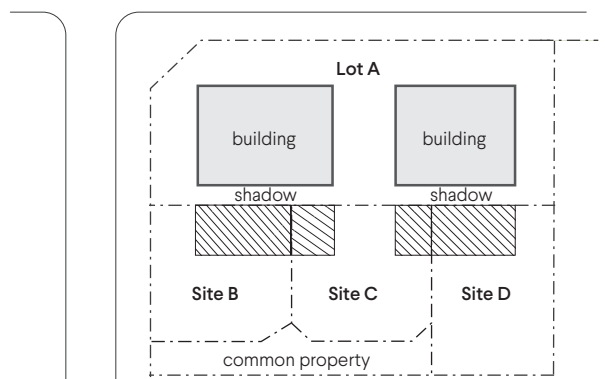 Lot A
building
building
shadow
shadow
Site B
Site C
Site D
common property